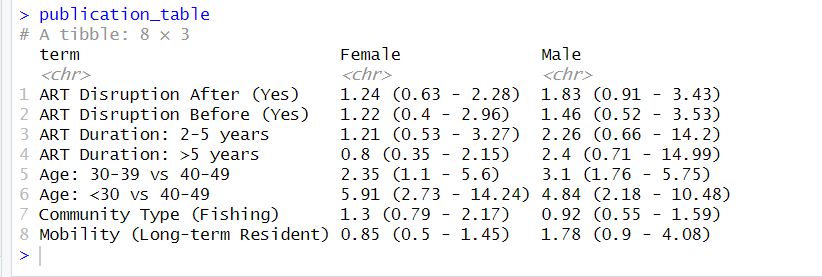 > publication_table
# A tibble: 8 × 3
term Female Male
<chr> <chr> <chr>
1 ART Disruption After (Yes) 1.24 (0.63 - 2.28) 1.83 (0.91 - 3.43)
2 ART Disruption Before (Yes) 1.22 (0.4 - 2.96) 1.46 (0.52 - 3.53)
3 ART Duration: 2-5 years 1.21 (0.53 - 3.27) 2.26 (0.66 - 14.2)
4 ART Duration: >5 years 0.8 (0.35 - 2.15) 2.4 (0.71 - 14.99)
5 Age: 30-39 vs 40-49 2.35 (1.1 - 5.6) 3.1 (1.76 - 5.75)
6 Age: <30 vs 40-49 5.91 (2.73 - 14.24) 4.84 (2.18 - 10.48)
7 Community Type (Fishing) 1.3 (0.79 - 2.17) 0.92 (0.55 - 1.59)
8 Mobility (Long-term Resident) 0.85 (0.5 - 1.45) 1.78 (0.9 - 4.08)
>